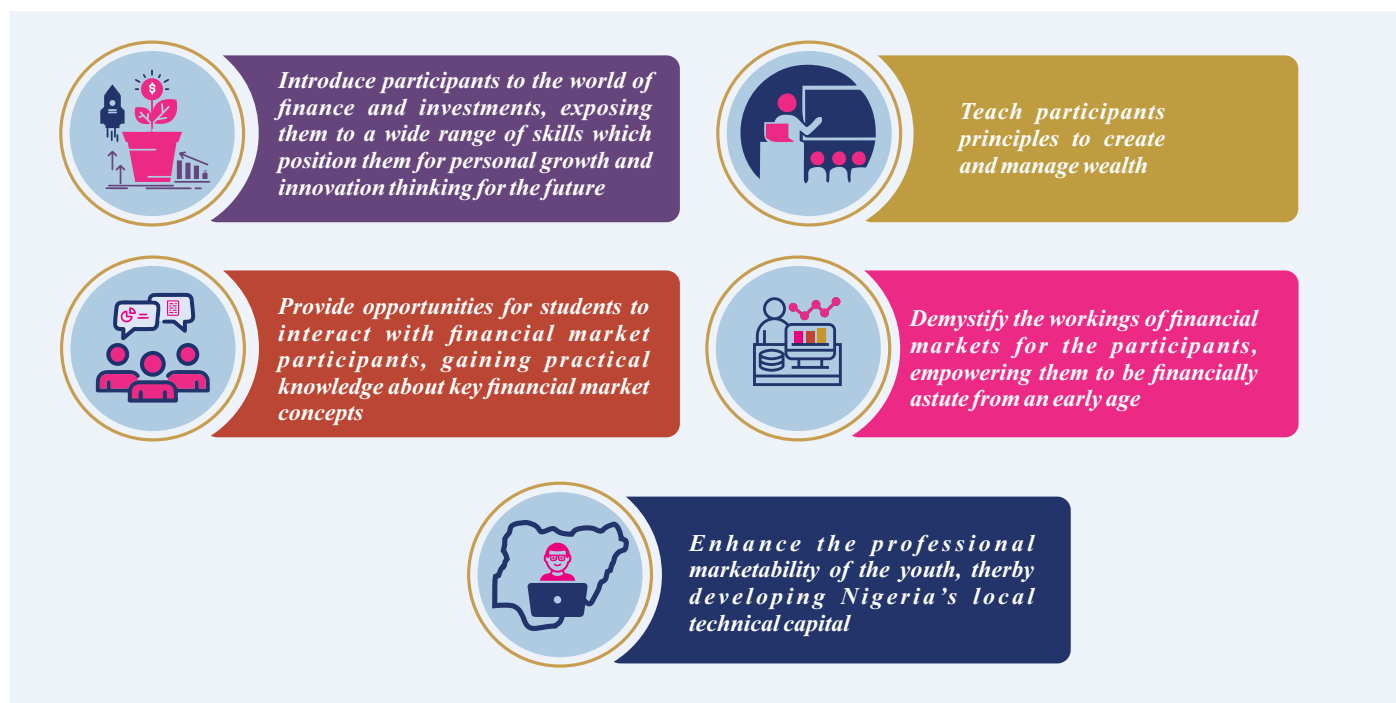 Introduce participants to the world of
finance and investments, exposing
them to a wide range of skills which
position them for personal growth and
innovation thinking for the future
Teach participants
principles to create
and manage wealth
Provide opportunities for students to
interact with financial market
participants, gaining practical
knowledge about key financial market
concepts
Demystify the workings of financial
markets for the participants,
empowering them to be financially
astute from an early age
Enhance the professional
marketability of the youth, therby
developing Nigeria's local
technical capital